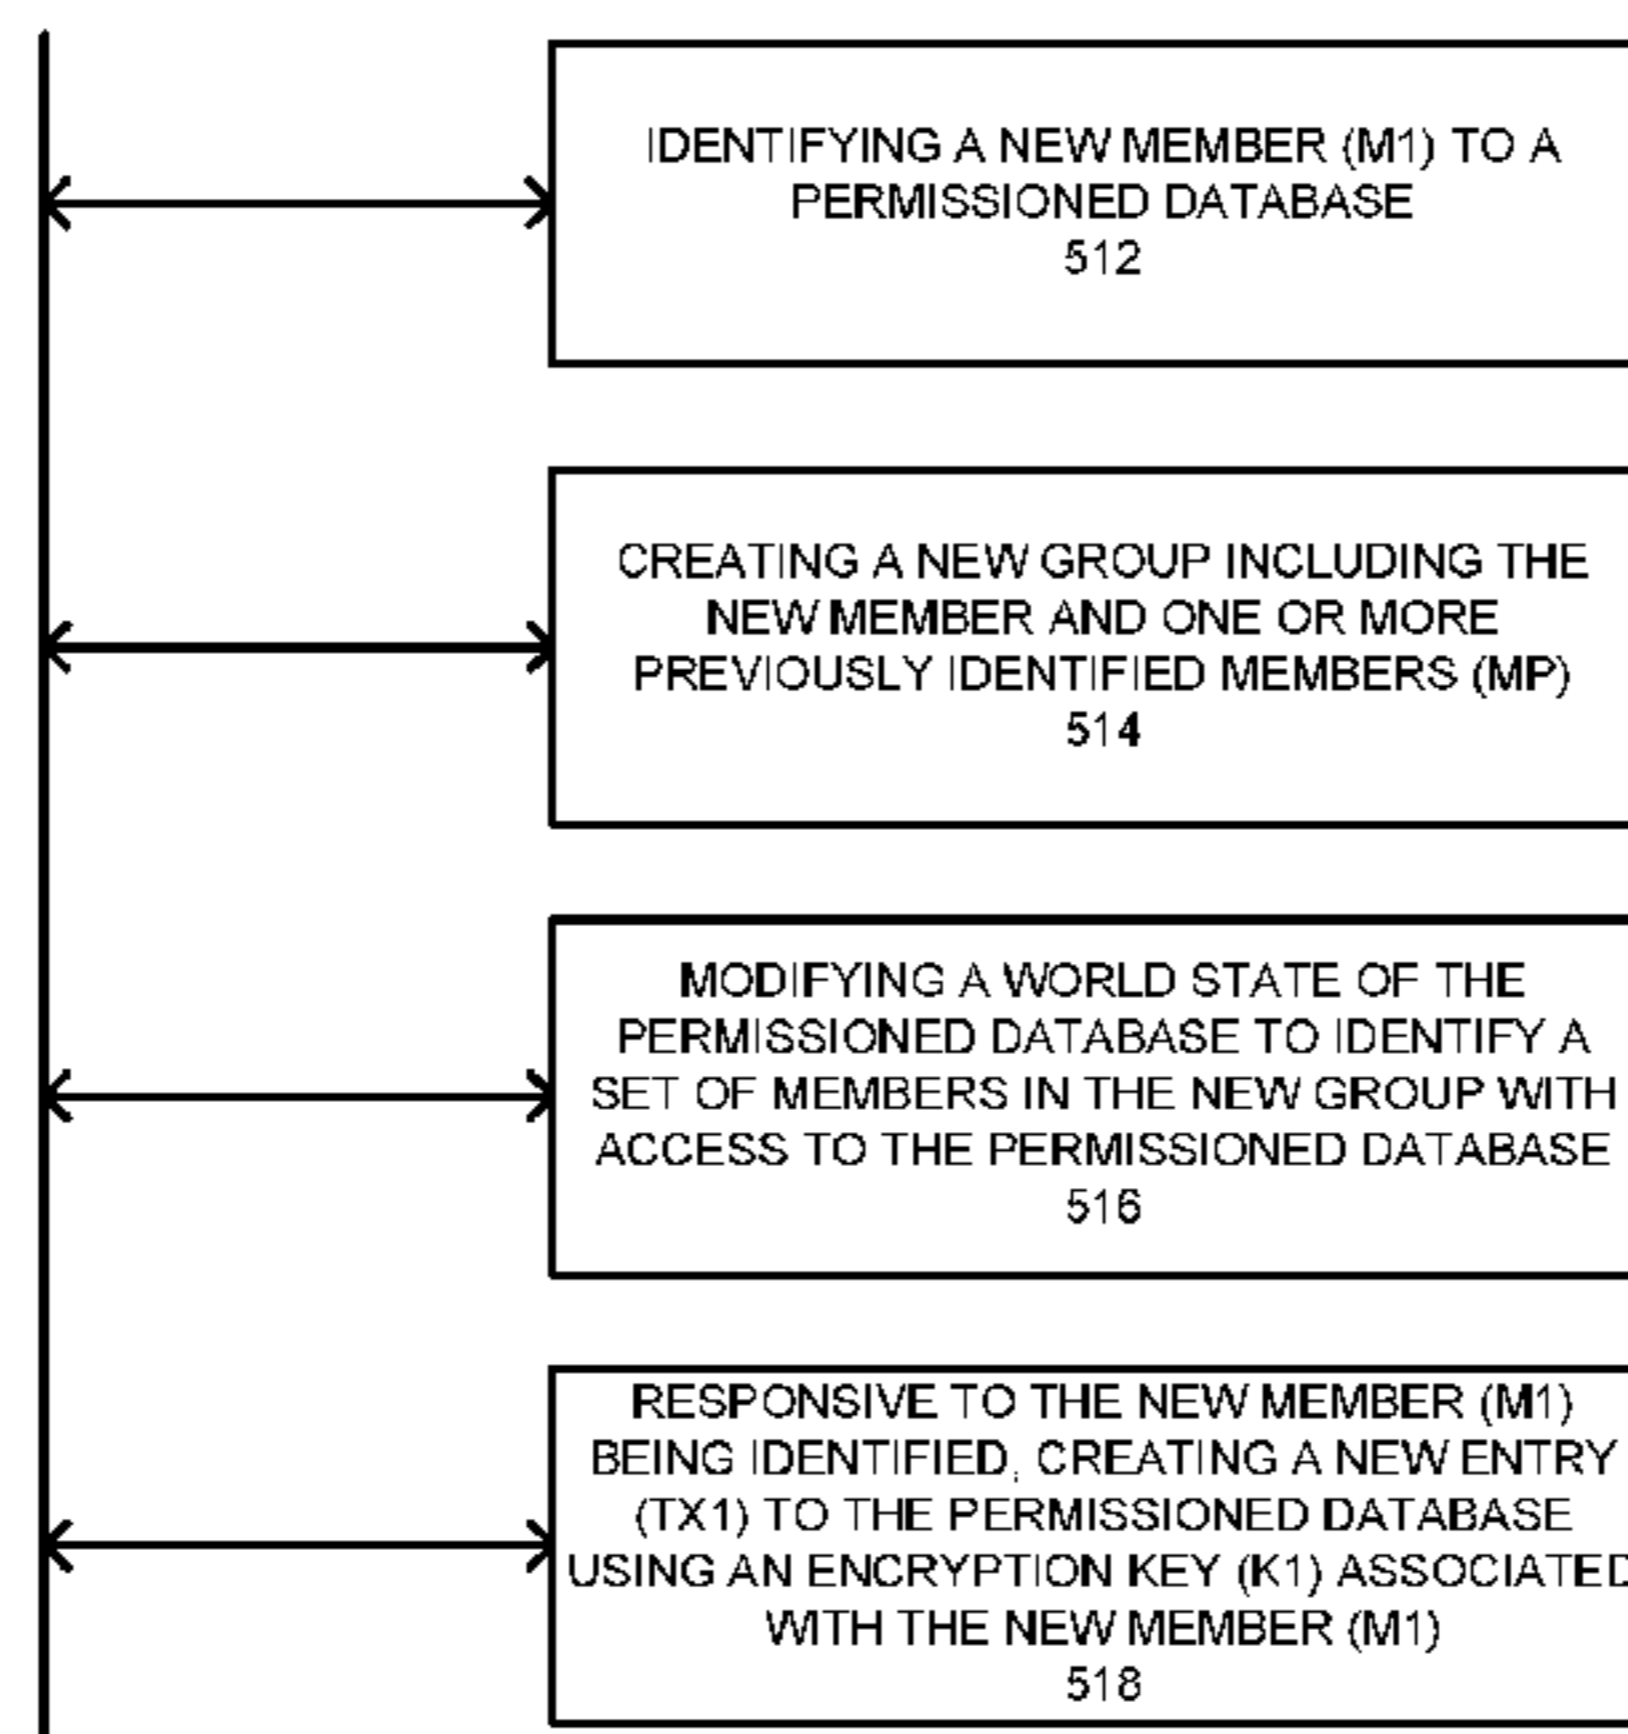 IDENTIFYING A NEW MEMBER (M1) TO A
PERMISSIONED DATABASE
512
CREATING A NEW GROUP INCLUDING THE
NEW MEMBER AND ONE OR MORE
PREVIOUSLY IDENTIFIED MEMBERS (MP)
514
MODIFYING A WORLD STATE OF THE
PERMISSIONED DATABASE TO IDENTIFY A
SET OF MEMBERS IN THE NEW GROUP WITH
ACCESS TO THE PERMISSIONED DATABASE
516
RESPONSIVE TO THE NEW MEMBER (M1)
BEING IDENTIFIED, CREATING A NEW ENTRY
(TX1) TO THE PERMISSIONED DATABASE
USING AN ENCRYPTION KEY (K1) ASSOCIATED
WITH THE NEW MEMBER (M1)
518